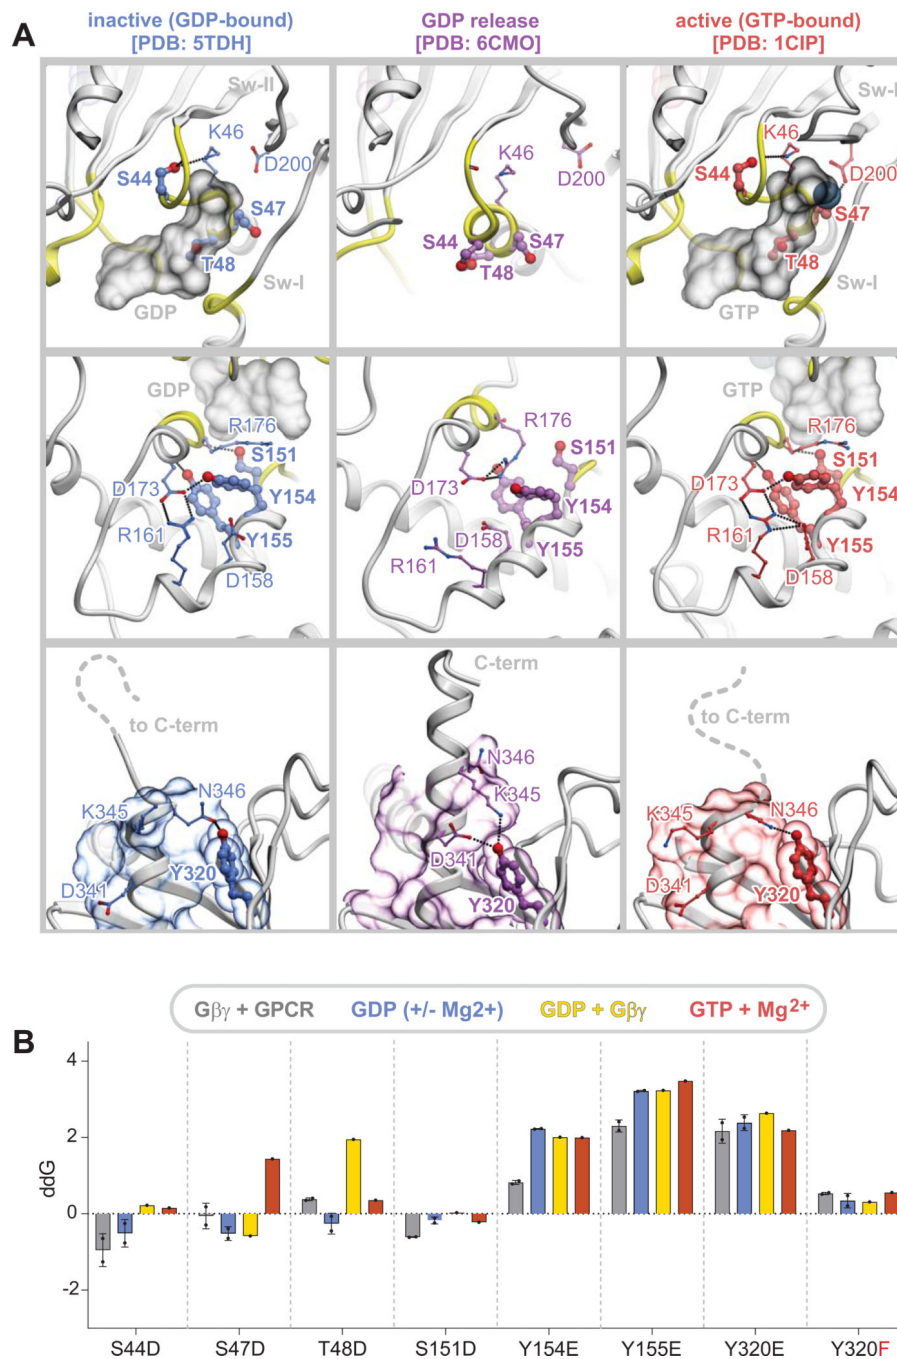 A
inactive (GDP-bound)
[PDB: 5TDH]
GDP release
[PDB: 6CMO]
active (GTP-bound)
[PDB: 1CIP]
Sw-II
K46
S44
D200
S47
T48
Sw-I
GDP
K46
D200
S44
S47
T48
K46
S44
D200
S47
T48
Sw-I
GTP
GDP
R176
S151
D173
Y154
R161
Y155
D158
R176
S151
D173
Y154
D158
Y155
R161
GTP
R176
S151
D173
Y154
R161
Y155
D158
to C-term
N346
K345
Y320
D341
C-term
N346
K345
D341
Y320
to C-term
N346
K345
D341
Y320
Gβγ + GPCR GDP (+/- Mg2+) GDP + Gβγ GTP + Mg²⁺
B
ddG
4
2
0
-2
S44D S47D T48D S151D Y154E Y155E Y320E Y320F